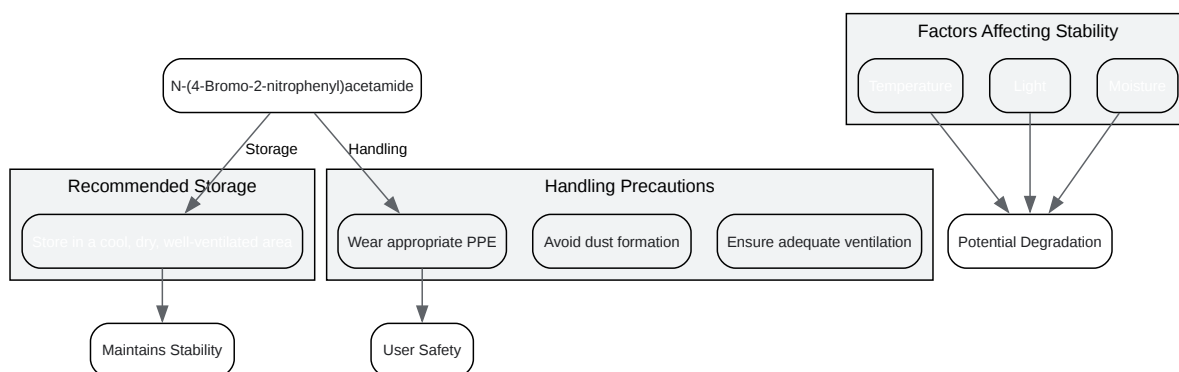 Factors Affecting Stability
N-(4-Bromo-2-nitrophenyl)acetamide
Temperature
Light
Moisture
Storage
Handling
Recommended Storage
Handling Precautions
Store in a cool, dry, well-ventilated area
Wear appropriate PPE
Avoid dust formation
Ensure adequate ventilation
Potential Degradation
Maintains Stability
User Safety